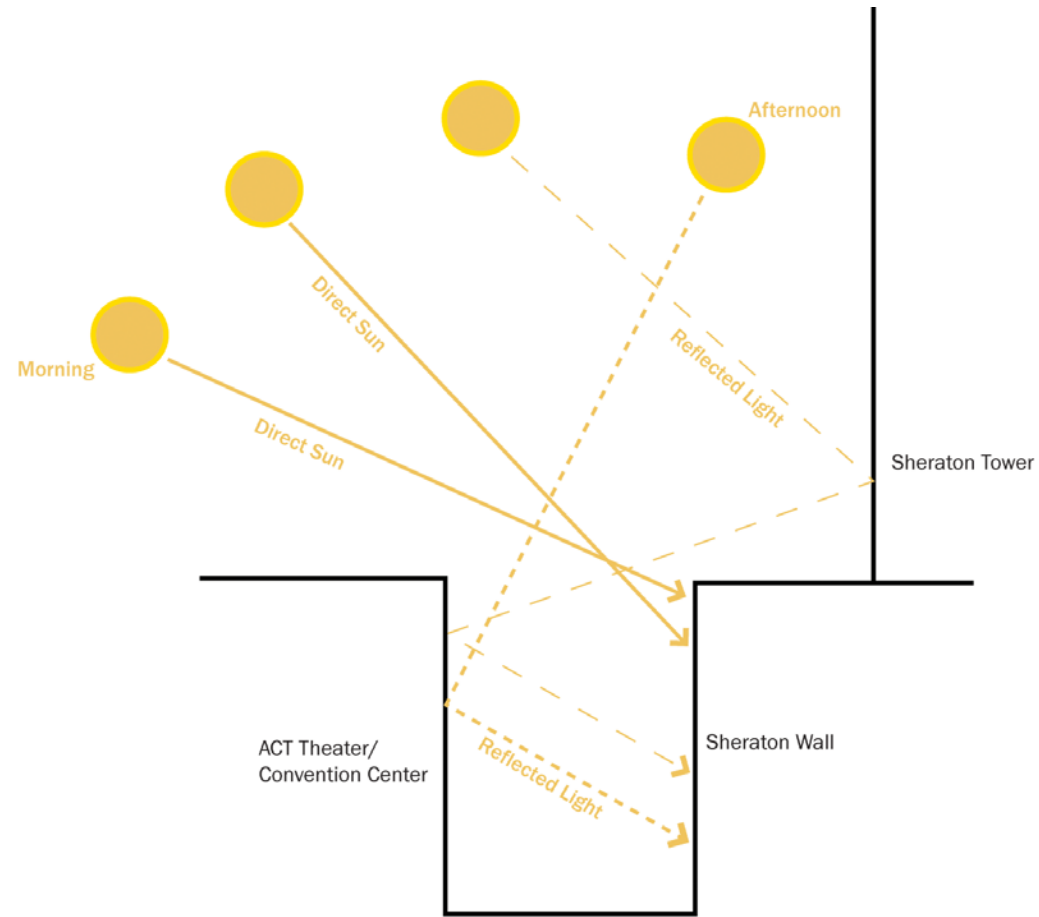 Afternoon
Morning
Direct Sun
Direct Sun
Reflected Light
Sheraton Tower
ACT Theater/
Convention Center
Reflected Light
Sheraton Wall